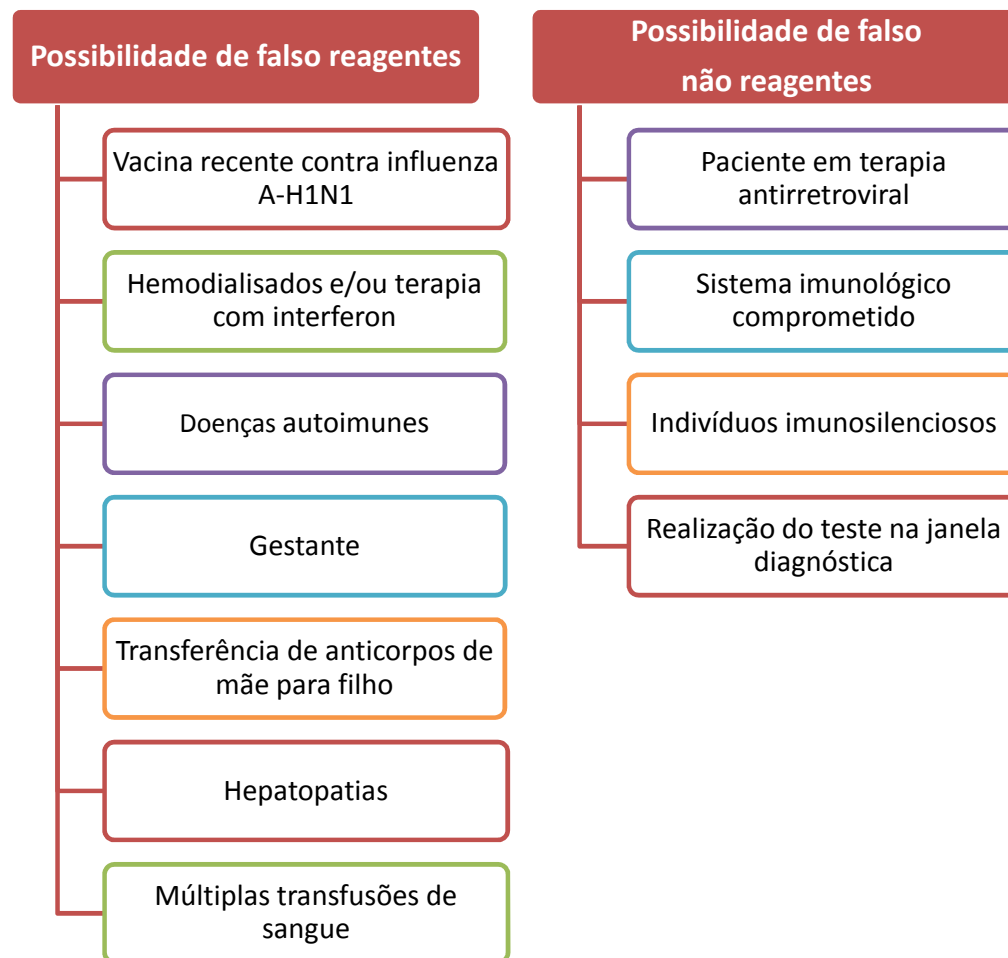 Possibilidade de falso reagentes
Vacina recente contra influenza
A-H1N1
Hemodialisados e/ou terapia
com interferon
Doenças autoimunes
Gestante
Transferência de anticorpos de
mãe para filho
Hepatopatias
Múltiplas transfusões de
sangue
Possibilidade de falso
não reagentes
Paciente em terapia
antirretroviral
Sistema imunológico
comprometido
Indivíduos imunosilenciosos
Realização do teste na janela
diagnóstica